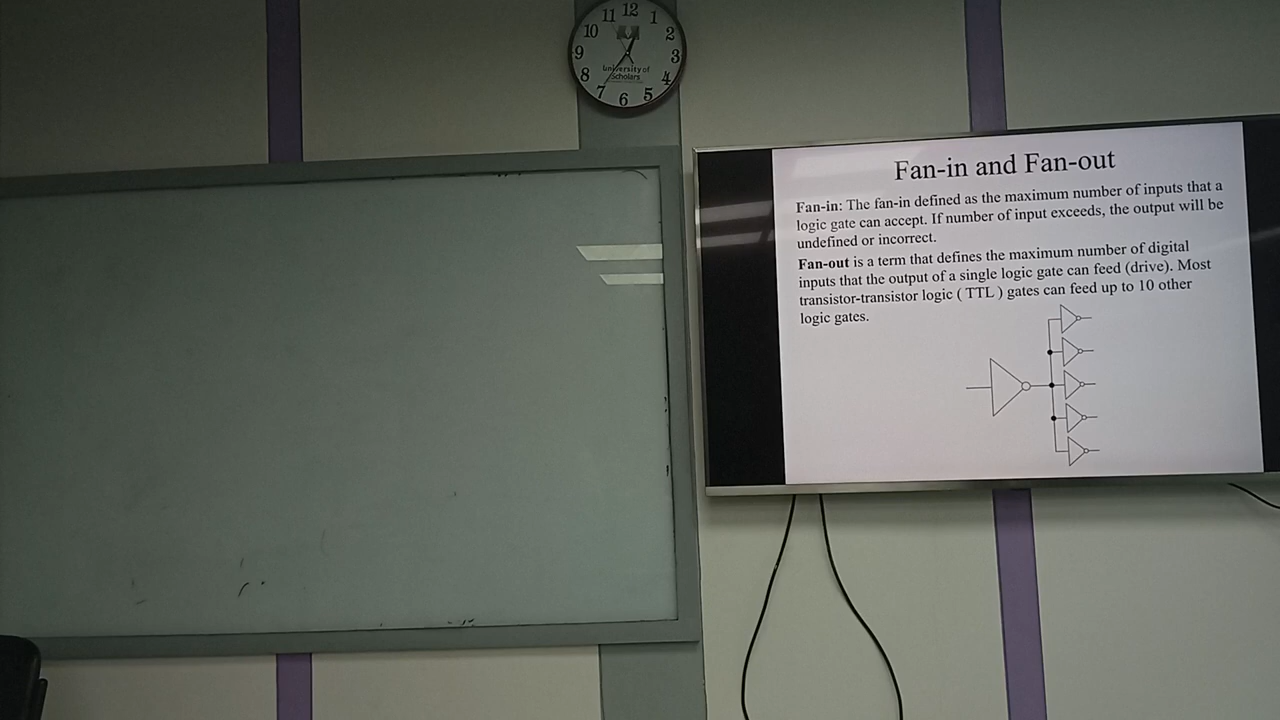 12
11
1
10
2
9
3
8
4
7
6
5
University of
Scholars
Fan-in and Fan-out
Fan-in: The fan-in defined as the maximum number of inputs that a
logic gate can accept. If number of input exceeds, the output will be
undefined or incorrect.
Fan-out is a term that defines the maximum number of digital
inputs that the output of a single logic gate can feed (drive). Most
transistor-transistor logic ( TTL ) gates can feed up to 10 other
logic gates.